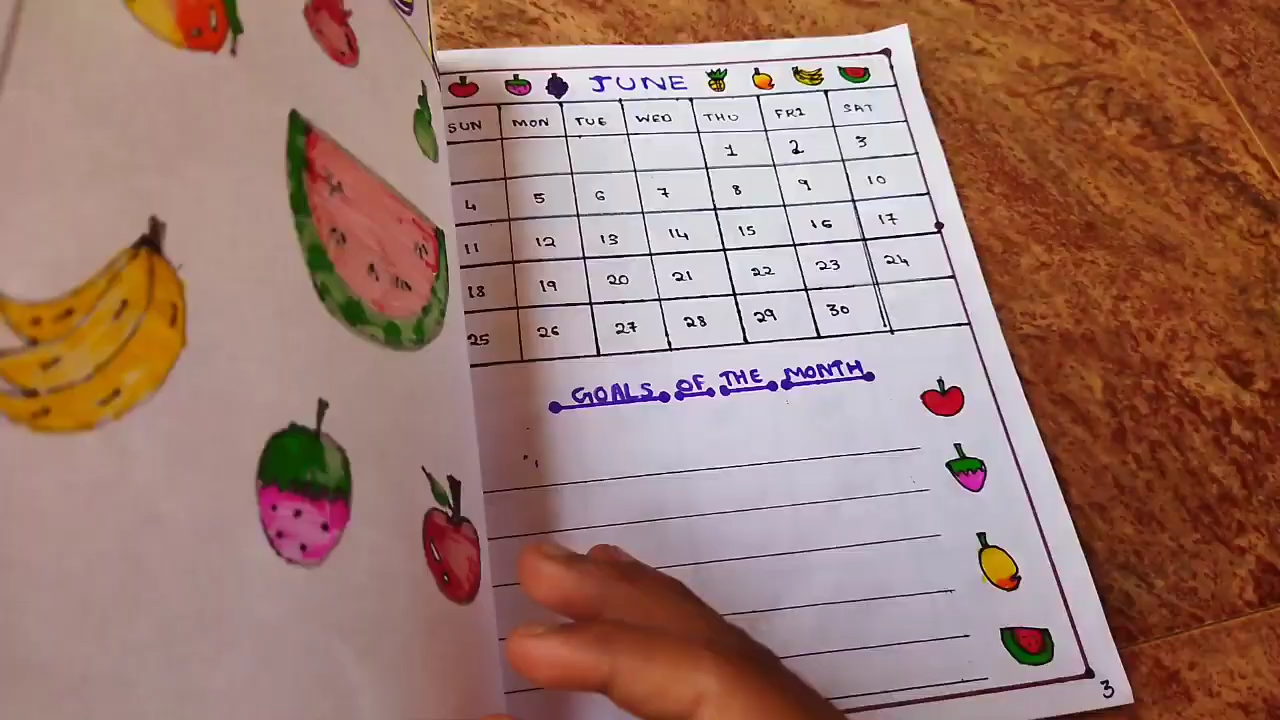 JUNE
SUN MON TUE WED THU FRI SAT
1 2 3
4 5 6 7 8 9 10
11 12 13 14 15 16 17
18 19 20 21 22 23 24
25 26 27 28 29 30
GOALS OF THE MONTH
3